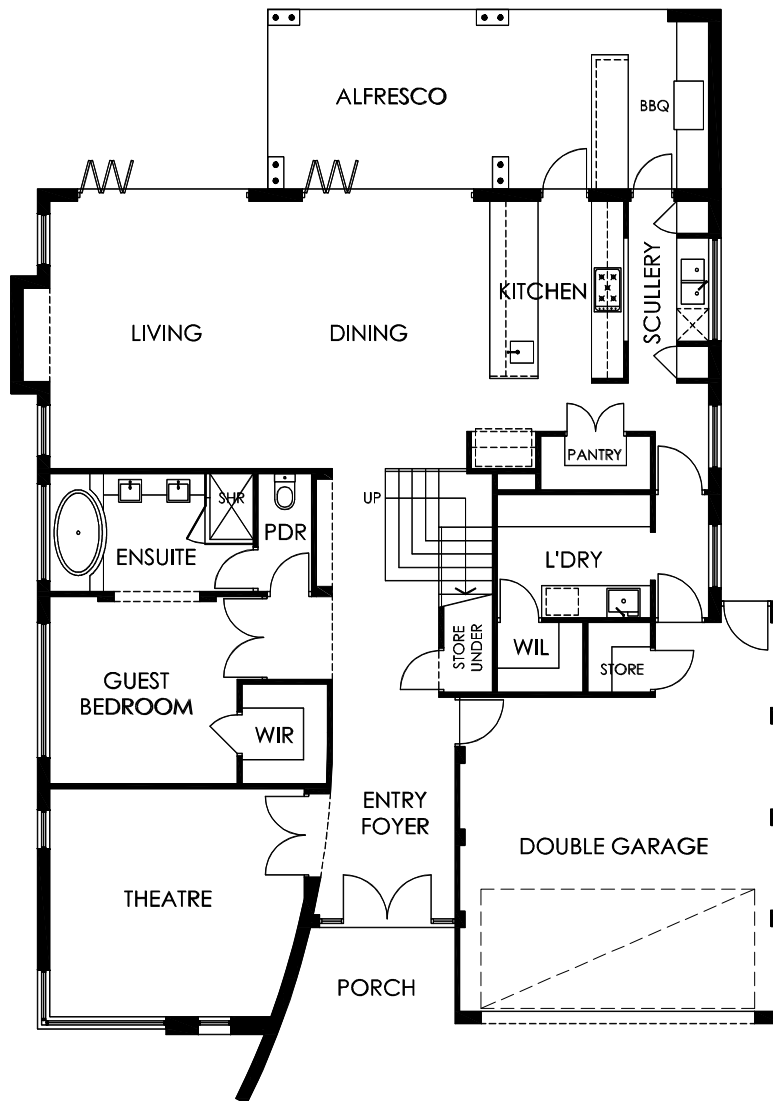 ALFRESCO
BBQ
LIVING
DINING
KITCHEN
SCULLERY
PANTRY
SHR
ENSUITE
PDR
UP
L'DRY
STORE
UNDER
WIL
STORE
GUEST
BEDROOM
WIR
ENTRY
FOYER
DOUBLE GARAGE
THEATRE
PORCH